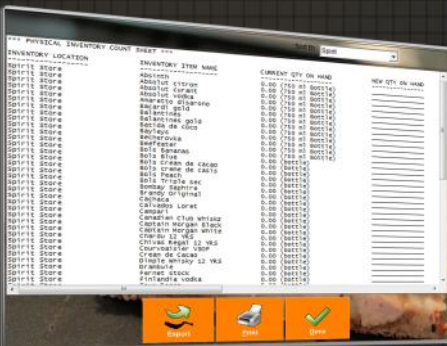 *** PHYSICAL INVENTORY COUNT SHEET ***
Sort By Spirit
INVENTORY LOCATION INVENTORY ITEM NAME CURRENT QTY ON HAND NEW QTY ON HAND
Spirit Store Absinth 0.00 (750 ml Bottle)
Spirit Store Absolut citron 0.00 (750 ml Bottle)
Spirit Store Absolut corant 0.00 (750 ml Bottle)
Spirit Store Absolut vodka 0.00 (750 ml Bottle)
Spirit Store Amaretto disarono 0.00 (750 ml Bottle)
Spirit Store Bacardi gold 0.00 (750 ml Bottle)
Spirit Store Balantines 0.00 (750 ml Bottle)
Spirit Store Balantines gold 0.00 (750 ml Bottle)
Spirit Store Batida de coco 0.00 (750 ml Bottle)
Spirit Store Bayleys 0.00 (750 ml Bottle)
Spirit Store Becherovka 0.00 (750 ml Bottle)
Spirit Store Beefeater 0.00 (750 ml Bottle)
Spirit Store Bols Bananas 0.00 (750 ml Bottle)
Spirit Store Bols Blue 0.00 (750 ml Bottle)
Spirit Store Bols Cream de cacao 0.00 (Bottle)
Spirit Store Bols creme de casis 0.00 (Bottle)
Spirit Store Bols Peach 0.00 (Bottle)
Spirit Store Bols Triple sec 0.00 (Bottle)
Spirit Store Bombay Saphire 0.00 (Bottle)
Spirit Store Brandy Original 0.00 (Bottle)
Spirit Store Cachaca 0.00 (Bottle)
Spirit Store Calvados Loret 0.00 (Bottle)
Spirit Store Campari 0.00 (Bottle)
Spirit Store Canadian Club Whisky 0.00 (Bottle)
Spirit Store Captain Morgan Black 0.00 (Bottle)
Spirit Store Captain Morgan White 0.00 (Bottle)
Spirit Store 12 YRS 0.00 (Bottle)
Spirit Store Chivas Regal 12 YRS 0.00 (Bottle)
Spirit Store Courvoisier VSOP 0.00 (Bottle)
Spirit Store Crean de Cacao 0.00 (Bottle)
Spirit Store Dimple Whisky 12 YRS 0.00 (Bottle)
Spirit Store Drambuie 0.00 (Bottle)
Spirit Store Fernet stock 0.00 (Bottle)
Spirit Store Finlandia vodka 0.00 (Bottle)
Export Print Done